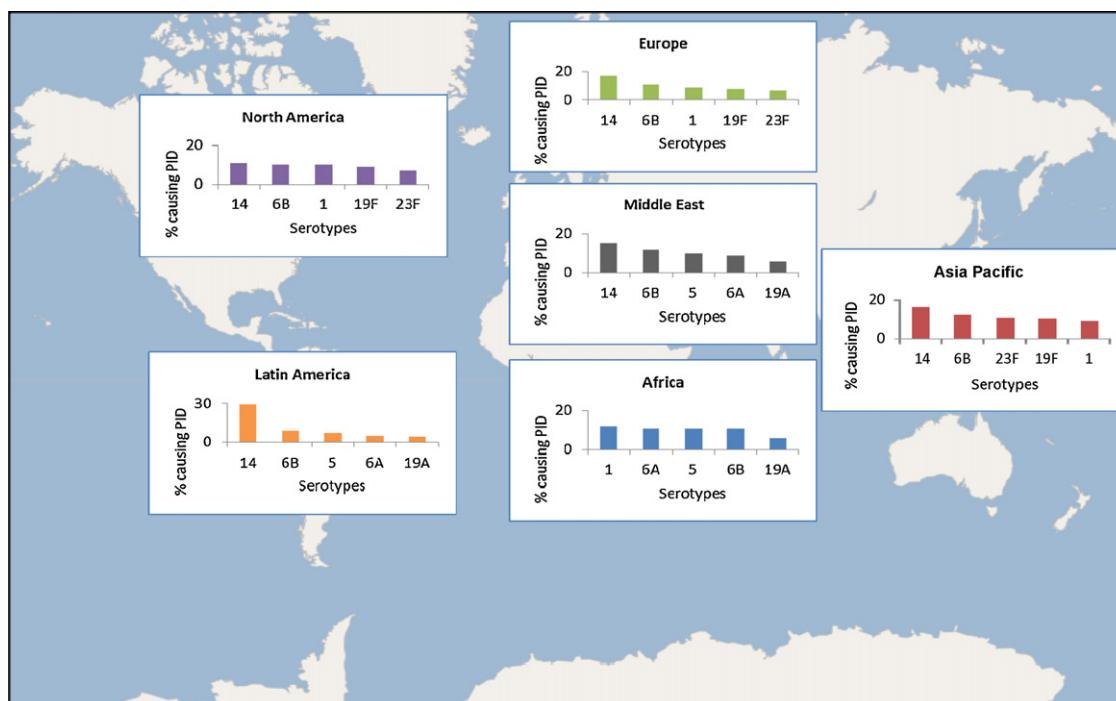 Europe
% causing PID
20
0
14 6B 1 19F 23F
Serotypes
North America
% causing PID
20
0
14 6B 1 19F 23F
Serotypes
Middle East
% causing PID
20
0
14 6B 5 6A 19A
Serotypes
Asia Pacific
% causing PID
20
0
14 6B 23F 19F 1
Serotypes
Latin America
% causing PID
30
0
14 6B 5 6A 19A
Serotypes
Africa
% causing PID
20
0
1 6A 5 6B 19A
Serotypes